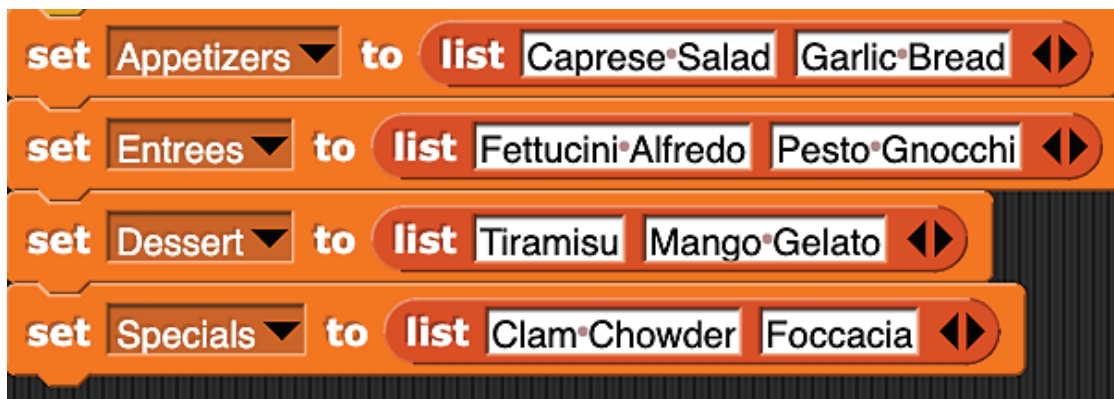 set Appetizers to list Caprese Salad Garlic Bread
set Entrees to list Fettucini Alfredo Pesto Gnocchi
set Dessert to list Tiramisu Mango Gelato
set Specials to list Clam Chowder Foccacia